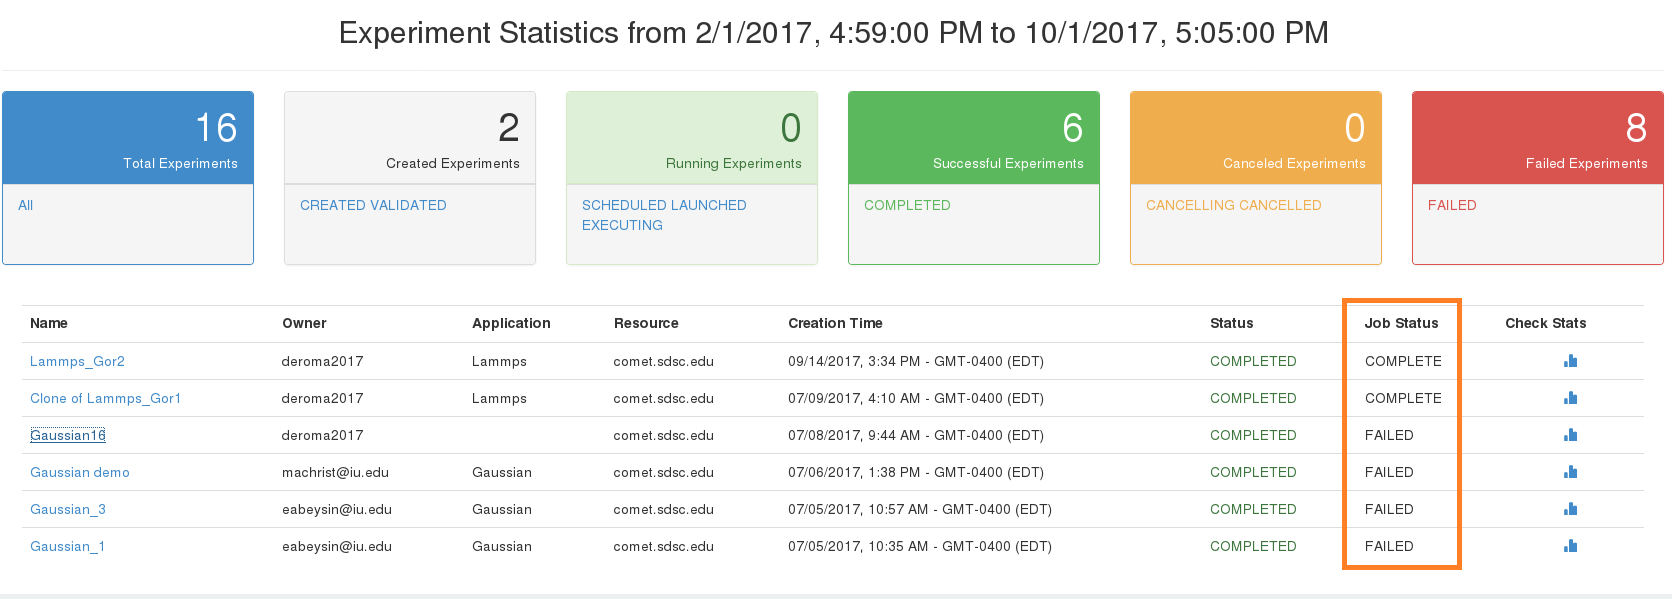 Experiment Statistics from 2/1/2017, 4:59:00 PM to 10/1/2017, 5:05:00 PM
16 2 0 6 0 8
Total Experiments Created Experiments Running Experiments Successful Experiments Canceled Experiments Failed Experiments
All CREATED VALIDATED SCHEDULED LAUNCHED COMPLETED CANCELLING CANCELLED FAILED
EXECUTING
Name Owner Application Resource Creation Time Status Job Status Check Stats
Lammps_Gor2 deroma2017 Lammps comet.sdsc.edu 09/14/2017, 3:34 PM - GMT-0400 (EDT) COMPLETED COMPLETE
Clone of Lammps_Gor1 deroma2017 Lammps comet.sdsc.edu 07/09/2017, 4:10 AM - GMT-0400 (EDT) COMPLETED COMPLETE
Gaussian16 deroma2017 comet.sdsc.edu 07/08/2017, 9:44 AM - GMT-0400 (EDT) COMPLETED FAILED
Gaussian demo machrist@iu.edu Gaussian comet.sdsc.edu 07/06/2017, 1:38 PM - GMT-0400 (EDT) COMPLETED FAILED
Gaussian_3 eabeysin@iu.edu Gaussian comet.sdsc.edu 07/05/2017, 10:57 AM - GMT-0400 (EDT) COMPLETED FAILED
Gaussian_1 eabeysin@iu.edu Gaussian comet.sdsc.edu 07/05/2017, 10:35 AM - GMT-0400 (EDT) COMPLETED FAILED